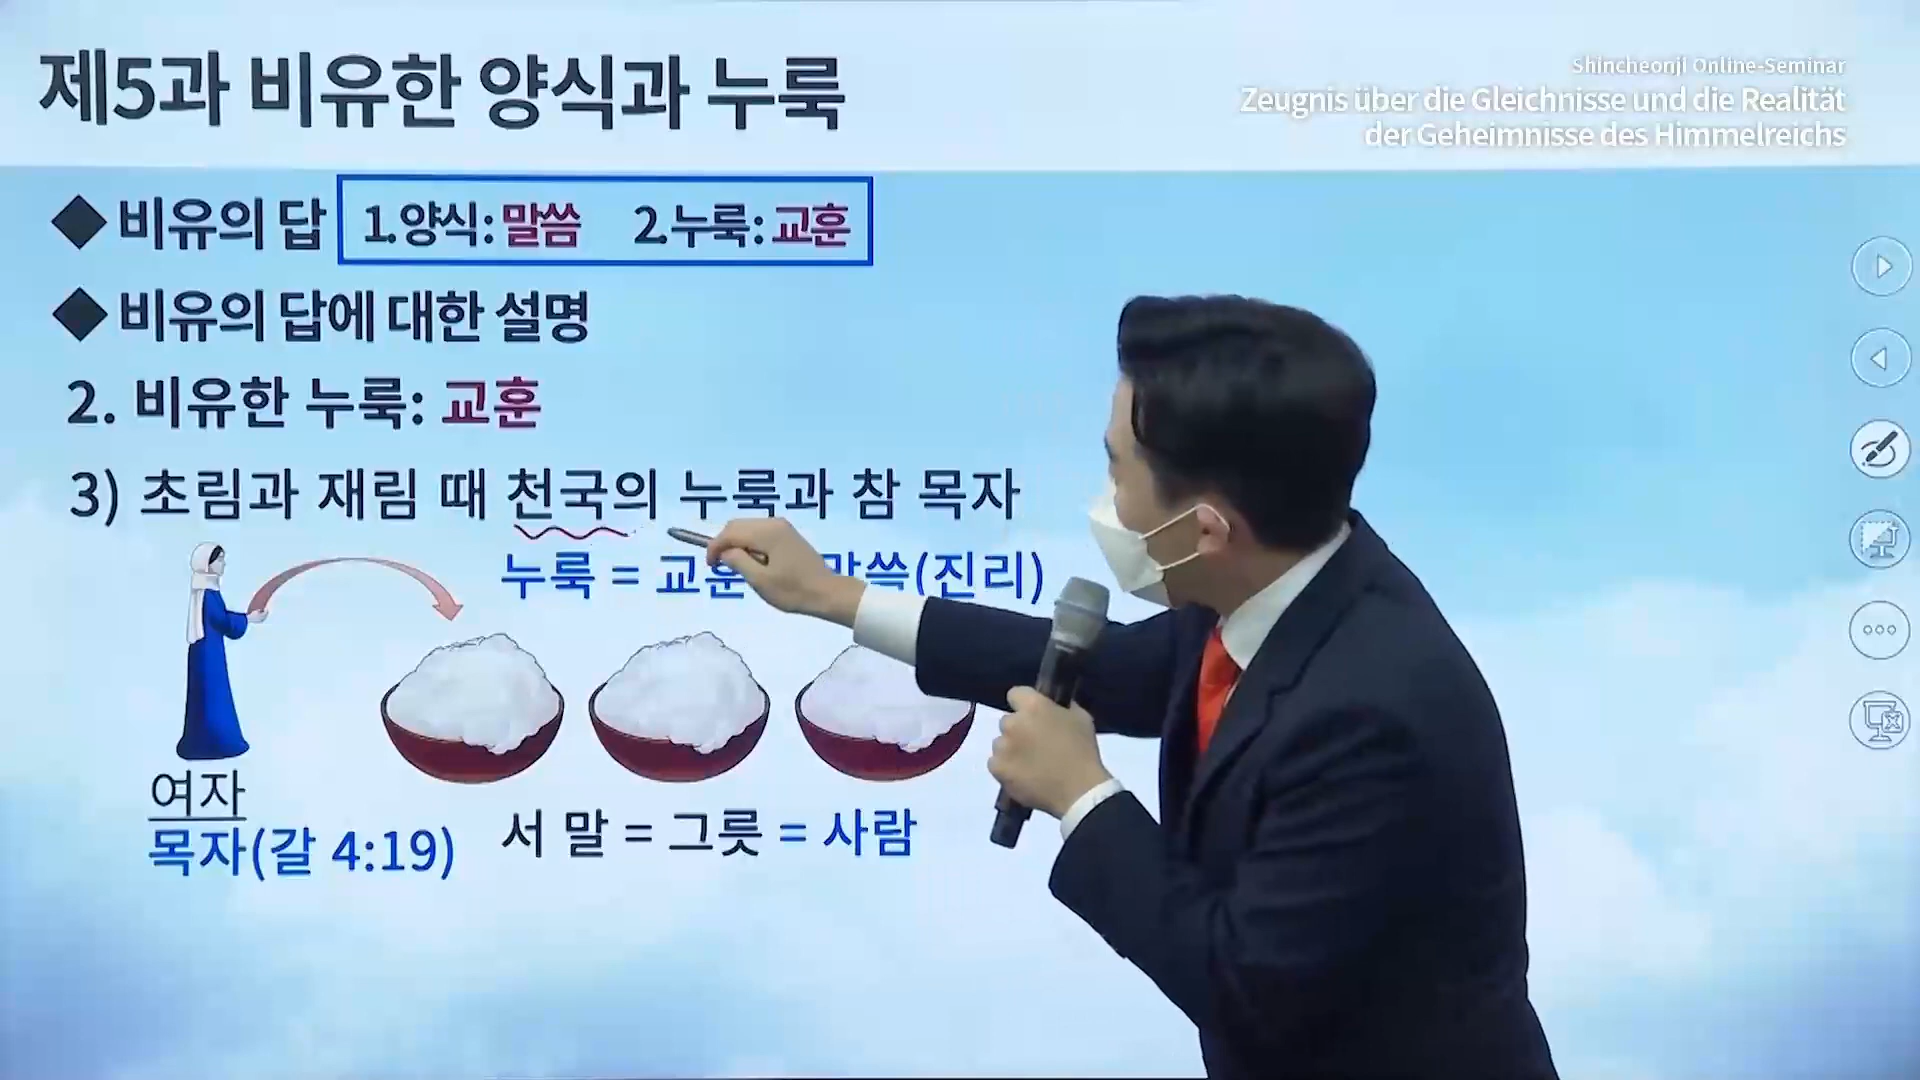 제5과 비유한 양식과 누룩
Shincheonji Online-Seminar
Zeugnis über die Gleichnisse und die Realität
der Geheimnisse des Himmelreichs
◆ 비유의 답 1.양식: 말씀 2.누룩: 교훈
◆ 비유의 답에 대한 설명
2. 비유한 누룩: 교훈
3) 초림과 재림 때 천국의 누룩과 참 목자
누룩 = 교훈 말씀(진리)
여자
목자(갈 4:19)
서 말 = 그릇 = 사람